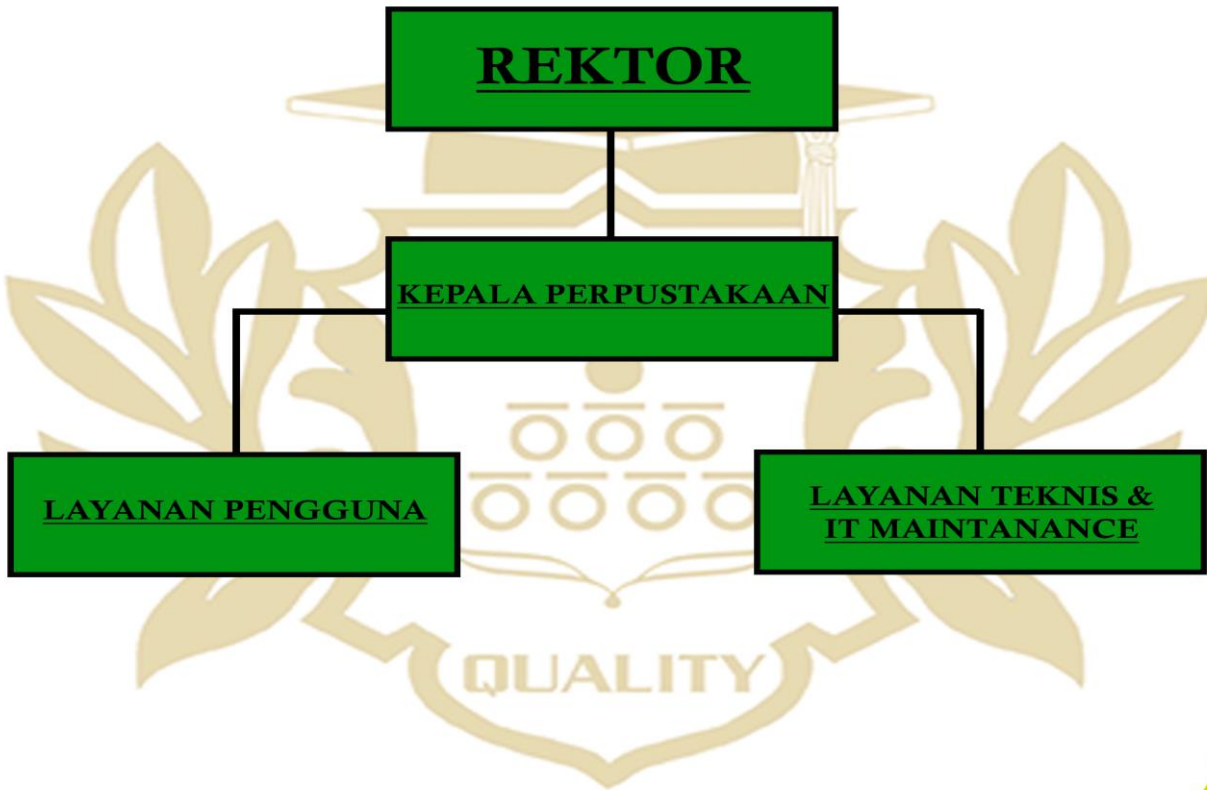 REKTOR
KEPALA PERPUSTAKAAN
LAYANAN PENGGUNA
LAYANAN TEKNIS &
IT MAINTANANCE
QUALITY